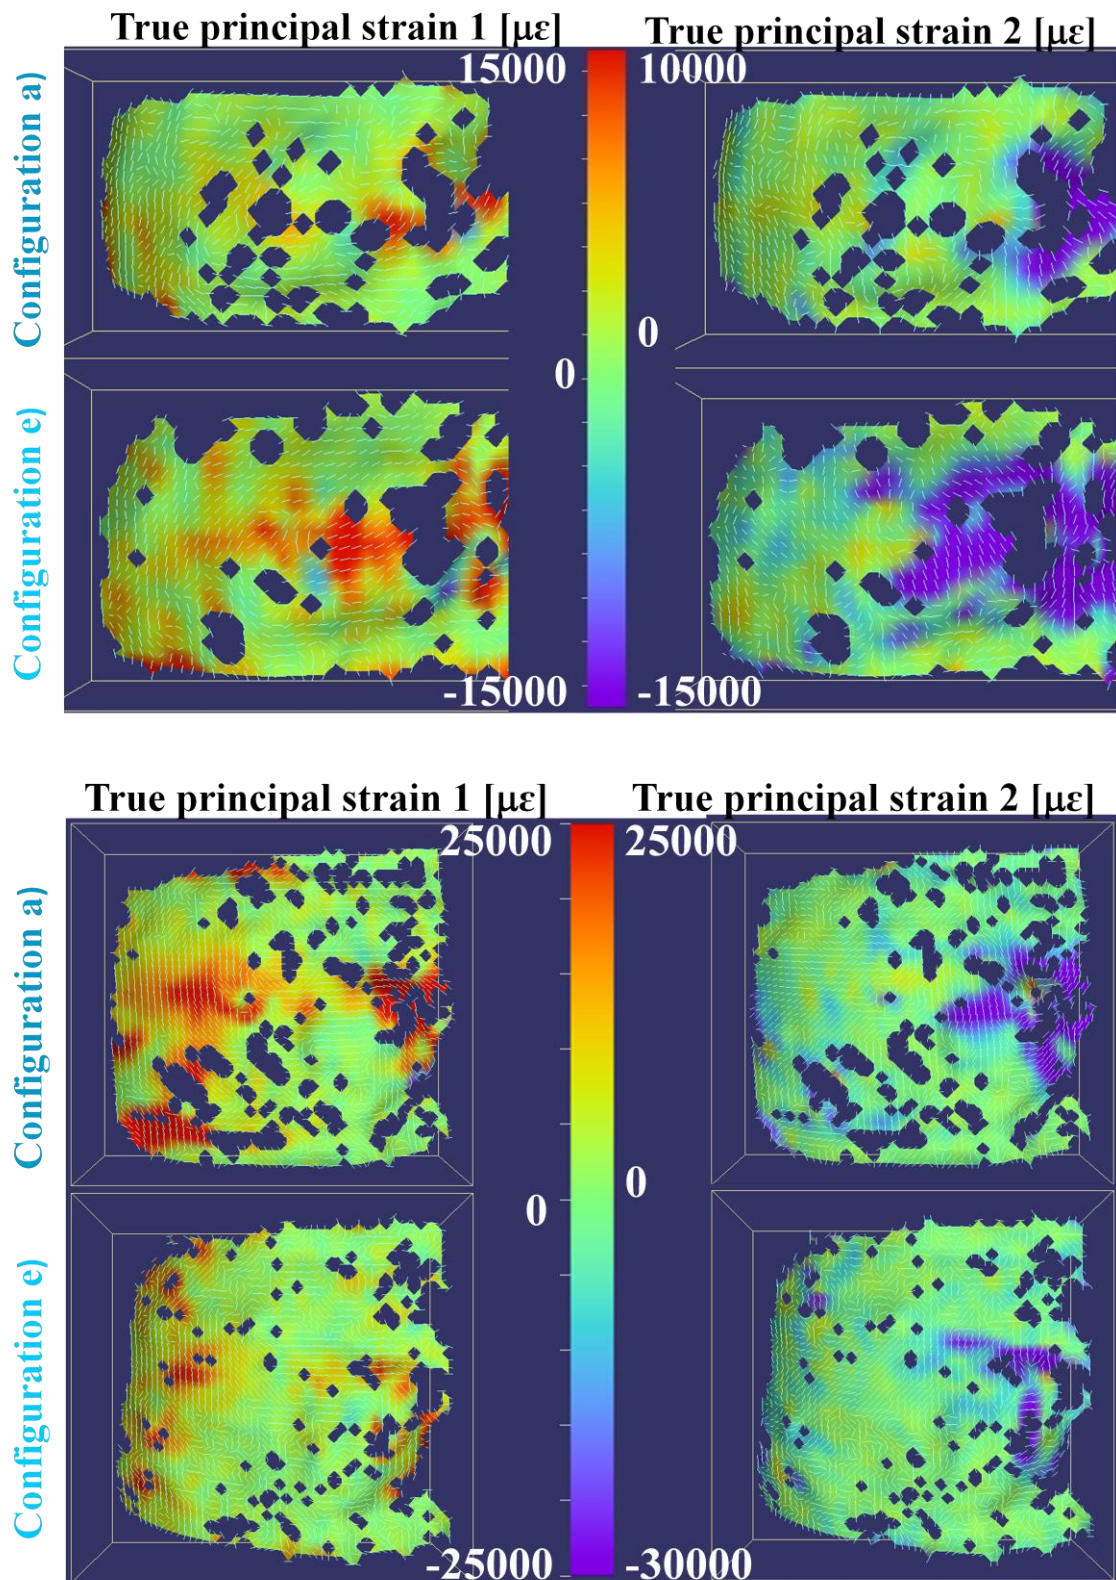 True principal strain 1 [με]
True principal strain 2 [με]
Configuration a)
15000
10000
0
0
Configuration e)
-15000
-15000
True principal strain 1 [με]
True principal strain 2 [με]
Configuration a)
25000
25000
0
0
Configuration e)
-25000
-30000